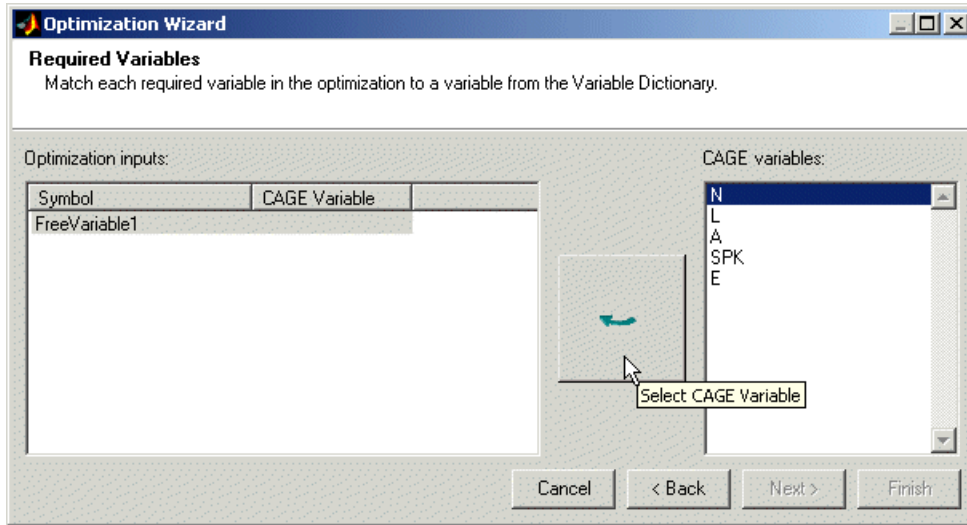 Optimization Wizard
Required Variables
Match each required variable in the optimization to a variable from the Variable Dictionary.
Optimization inputs:
CAGE variables:
Symbol CAGE Variable
FreeVariable1
N
L
A
SPK
E
Select CAGE Variable
Cancel < Back Next > Finish